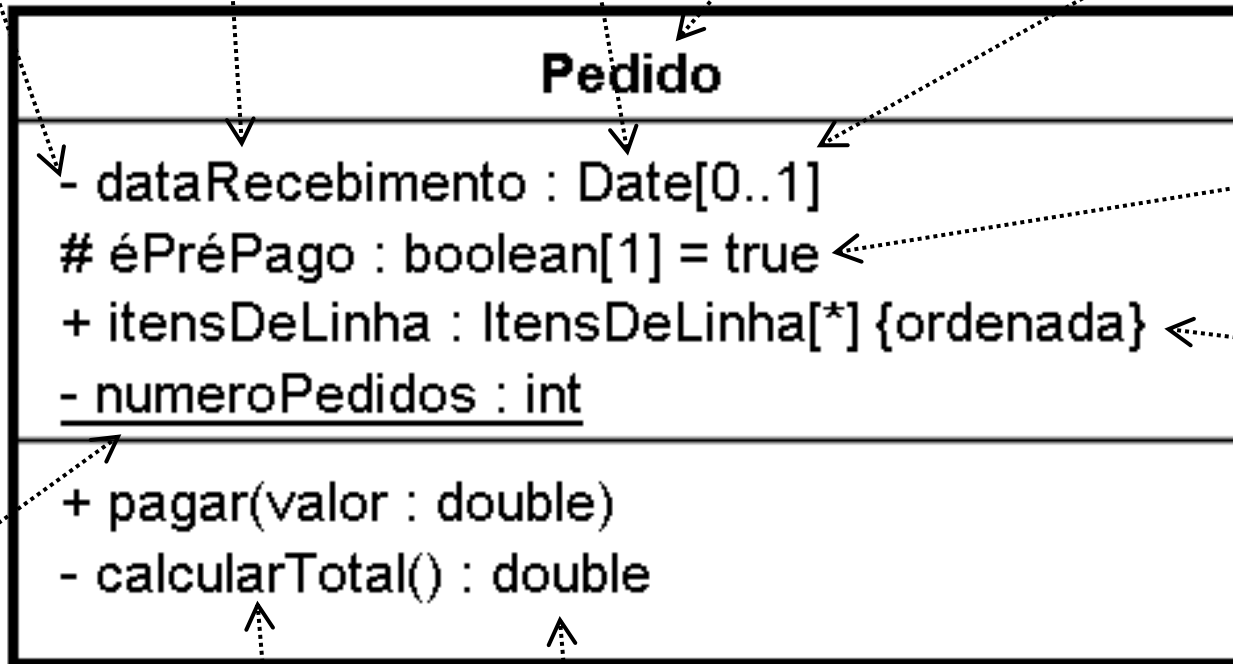 Pedido
- dataRecebimento : Date[0..1]
# éPréPago : boolean[1] = true
+ itensDeLinha : ItensDeLinha[*] {ordenada}
- numeroPedidos : int
+ pagar(valor : double)
- calcularTotal() : double